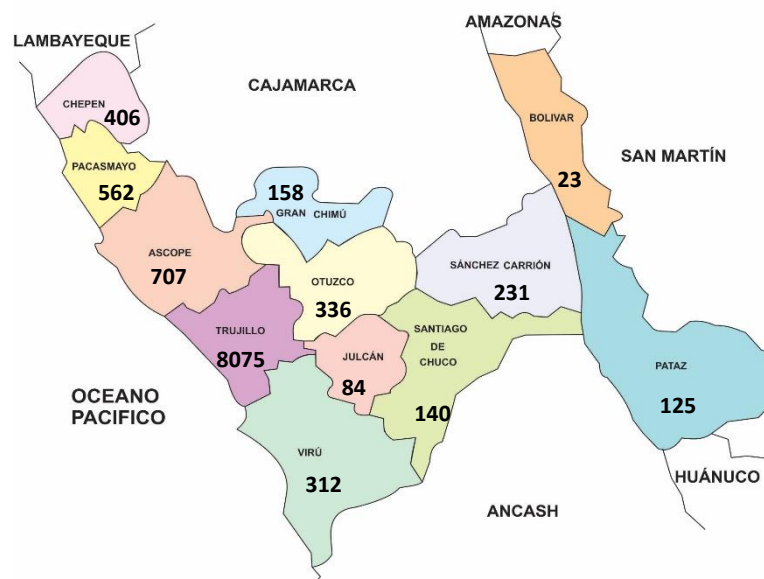 AMAZONAS
LAMBAYEQUE
CAJAMARCA
CHEPEN
406
BOLIVAR
23
SAN MARTÍN
PACASMAYO
562
158
GRAN CHIMÚ
ASCOPE
707
OTUZCO
336
SÁNCHEZ CARRIÓN
231
TRUJILLO
8075
JULCÁN
84
SANTIAGO
DE
CHUCO
140
PATAZ
125
OCEANO
PACIFICO
VIRÚ
312
HUÁNUCO
ANCASH